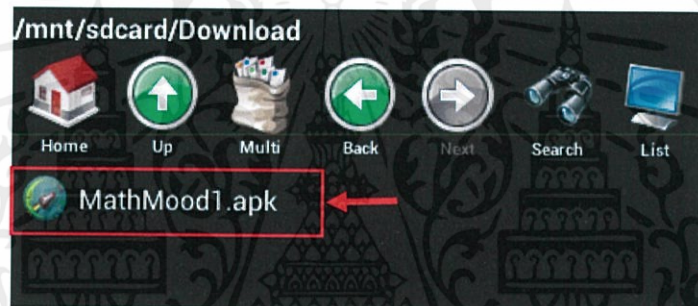 /mnt/sdcard/Download
Home Up Multi Back Next Search List
MathMood1.apk